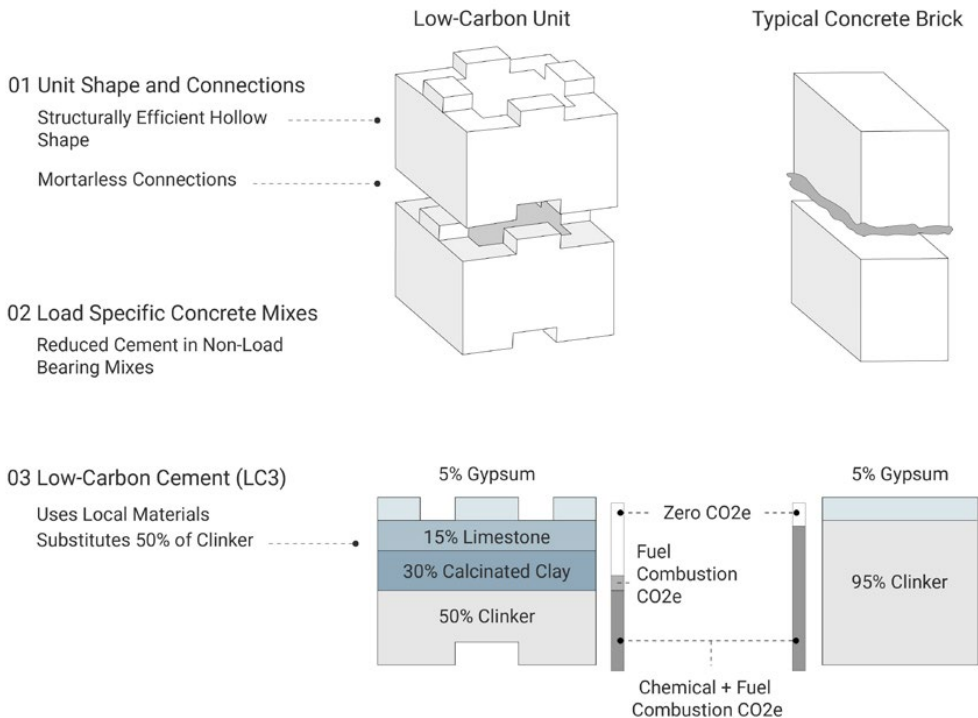 Low-Carbon Unit
Typical Concrete Brick
01 Unit Shape and Connections
Structurally Efficient Hollow
Shape
Mortarless Connections
02 Load Specific Concrete Mixes
Reduced Cement in Non-Load
Bearing Mixes
03 Low-Carbon Cement (LC3)
Uses Local Materials
Substitutes 50% of Clinker
5% Gypsum
15% Limestone
30% Calcinated Clay
50% Clinker
Zero CO2e
Fuel
Combustion
CO2e
Chemical + Fuel
Combustion CO2e
5% Gypsum
95% Clinker